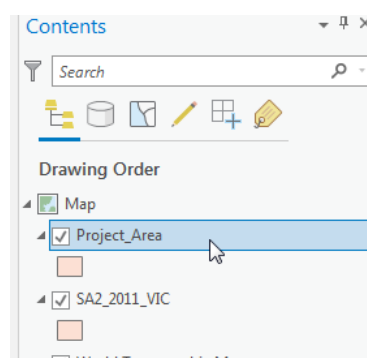 Contents
Search
Drawing Order
Map
Project_Area
SA2_2011_VIC